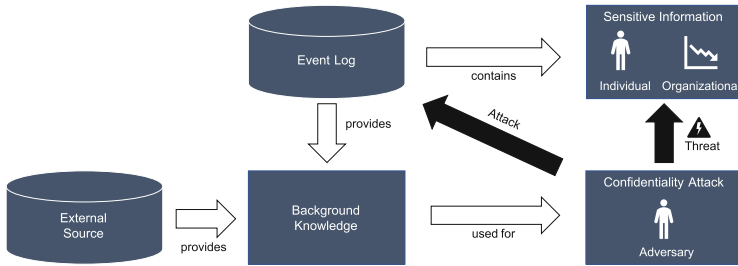 Sensitive Information
Event Log
contains
Individual
Organizationa
provides
Attack
Threat
External
Source
provides
Background
Knowledge
used for
Confidentiality Attack
Adversary